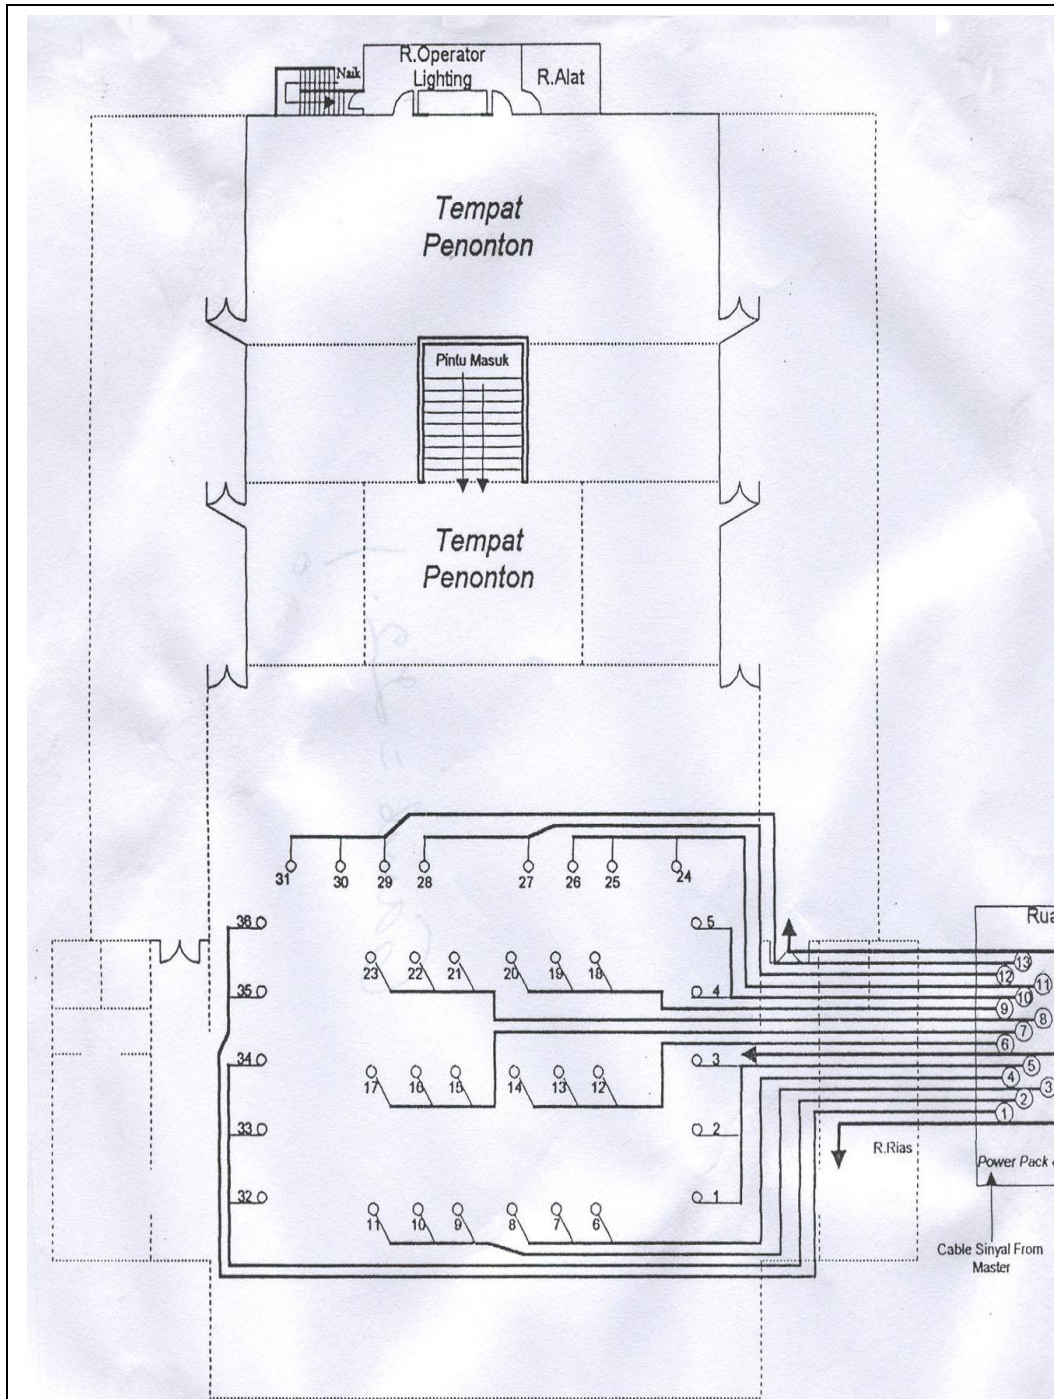 R.Operator
Lighting
R.Alat
Naik
Tempat
Penonton
Pintu Masuk
Tempat
Penonton
31 30 29 28 27 26 25 24
36 5
Rua
23 22 21 20 19 18
13
12
11
35 4
10
9
8
7
6
34 3
5
17 16 15 14 13 12
4
3
2
1
33 2
R.Rias
Power Pack
32 1
11 10 9 8 7 6
Cable Sinyal From
Master